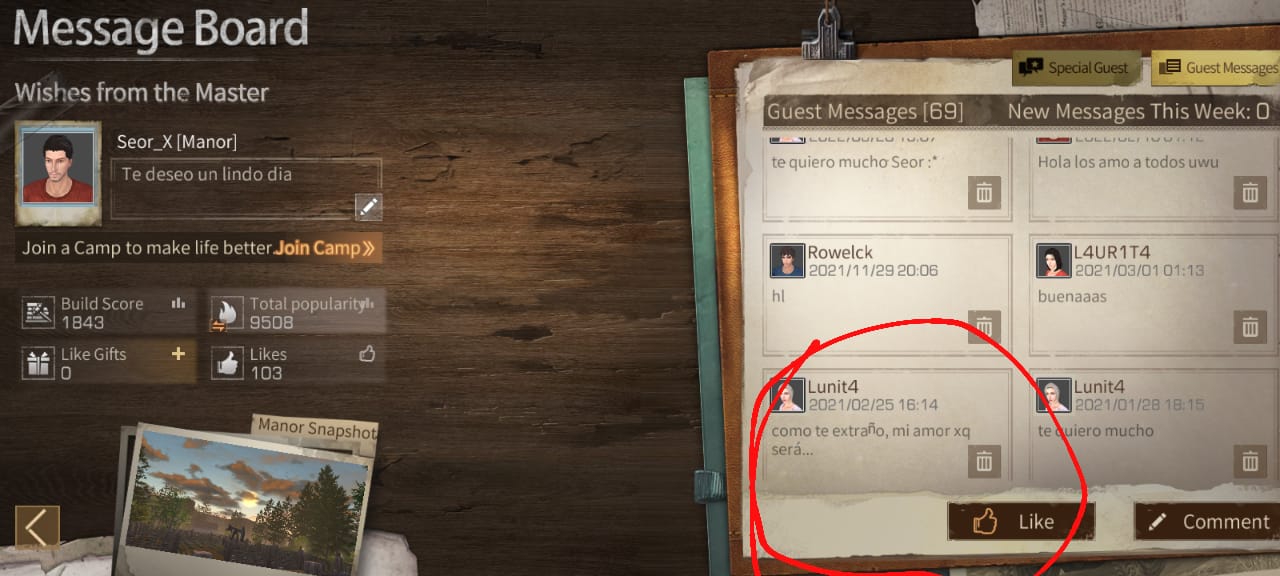 Message Board
Wishes from the Master
Seor_X [Manor]
Te deseo un lindo dia
Join a Camp to make life better.
Join Camp
Build Score
1843
Total popularity
9508
Like Gifts
0
Likes
103
Manor Snapshot
Special Guest
Guest Messages
Guest Messages [69]
New Messages This Week: 0
te quiero mucho Seor :*
Hola los amo a todos uwu
Rowelck
2021/11/29 20:06
hl
L4UR1T4
2021/03/01 01:13
buenaaas
Lunit4
2021/02/25 16:14
como te extraño, mi amor xq
será...
Lunit4
2021/01/28 18:15
te quiero mucho
Like
Comment